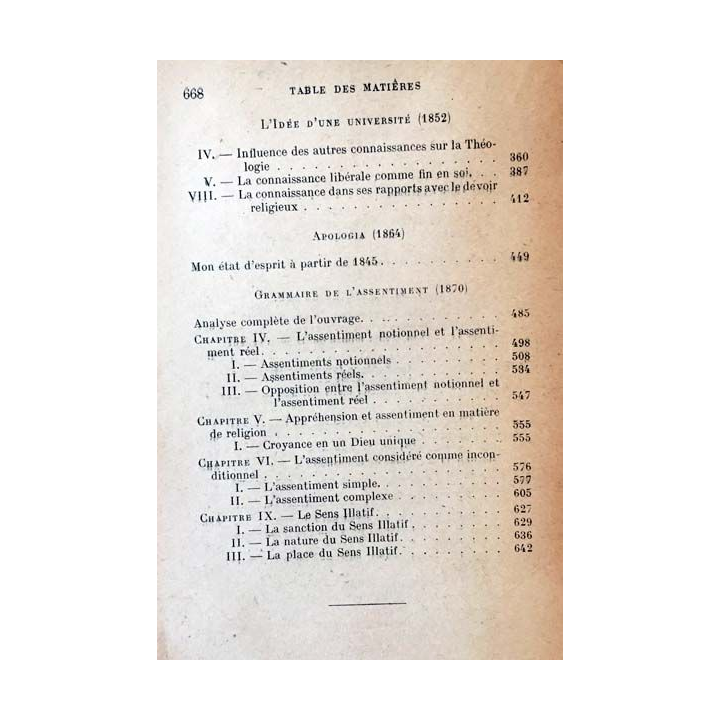 668 TABLE DES MATIÈRES
L'IDÉE D'UNE UNIVERSITÉ (1852)
IV. — Influence des autres connaissances sur la Théo-
logie . . . . . . . . . . . . . . . . 360
V. — La connaissance libérale comme fin en soi. . . 387
VIII. — La connaissance dans ses rapports avec le devoir
religieux . . . . . . . . . . . . . . 412
APOLOGIA (1864)
Mon état d'esprit à partir de 1845. . . . . . . . . 449
GRAMMAIRE DE L'ASSENTIMENT (1870)
Analyse complète de l'ouvrage. . . . . . . . . . . 485
CHAPITRE IV. — L'assentiment notionnel et l'assenti-
ment réel. . . . . . . . . . . . . . . . 498
I. — Assentiments notionnels . . . . . . . . 508
II. — Assentiments réels. . . . . . . . . . 534
III. — Opposition entre l'assentiment notionnel et
l'assentiment réel . . . . . . . . . . 547
CHAPITRE V. — Appréhension et assentiment en matière
de religion . . . . . . . . . . . . . . . 555
I. — Croyance en un Dieu unique . . . . . . 555
CHAPITRE VI. — L'assentiment considéré comme incon-
ditionnel . . . . . . . . . . . . . . . . 576
I. — L'assentiment simple. . . . . . . . . 577
II. — L'assentiment complexe . . . . . . . . 605
CHAPITRE IX. — Le Sens Illatif. . . . . . . . . . 627
I. — La sanction du Sens Illatif . . . . . . . 629
II. — La nature du Sens Illatif. . . . . . . . 636
III. — La place du Sens Illatif. . . . . . . . 642